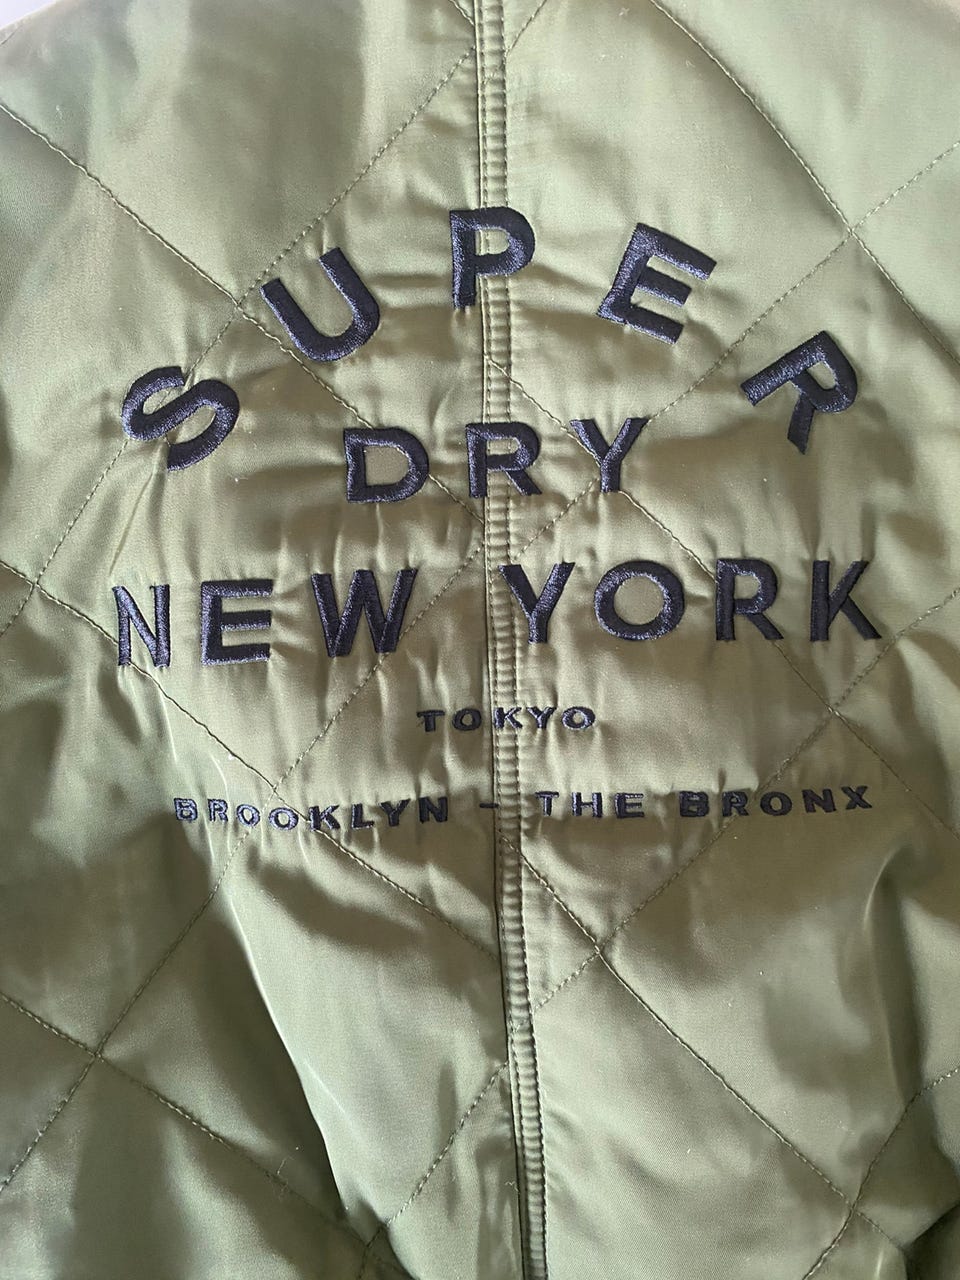 SUPER
DRY
NEW YORK
TOKYO
BROOKLYN - THE BRONX